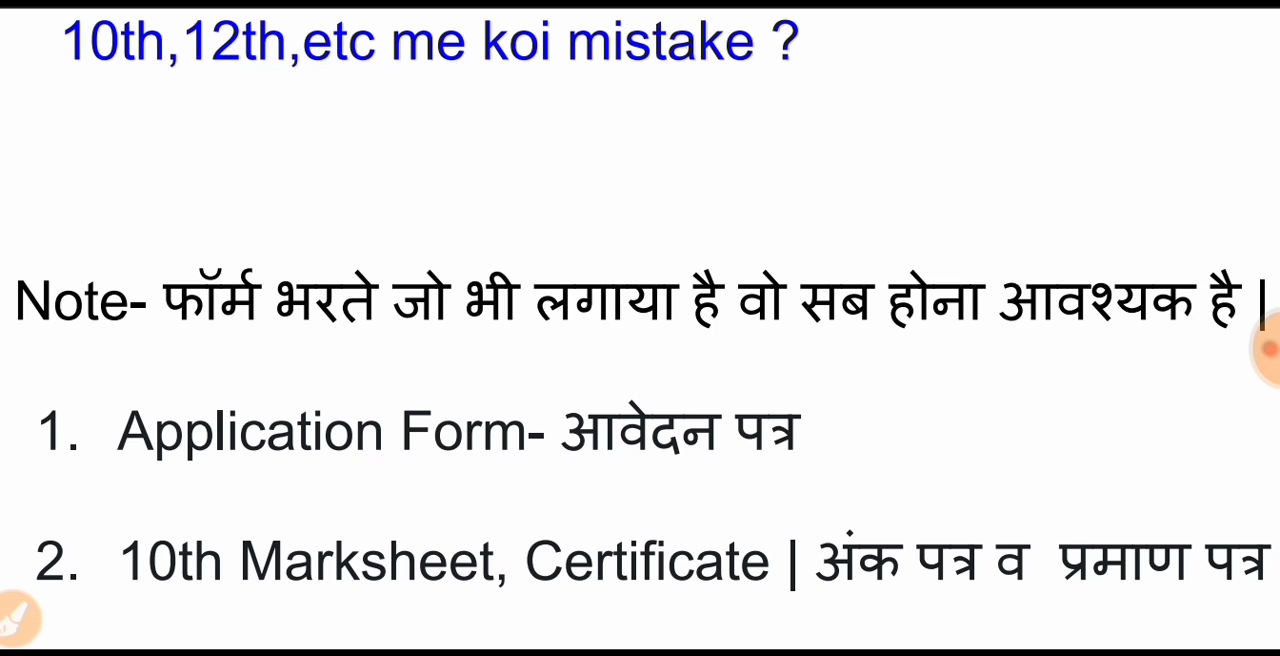 10th,12th,etc me koi mistake ?
Note- फॉर्म भरते जो भी लगाया है वो सब होना आवश्यक है |
1. Application Form- आवेदन पत्र
2. 10th Marksheet, Certificate | अंक पत्र व प्रमाण पत्र